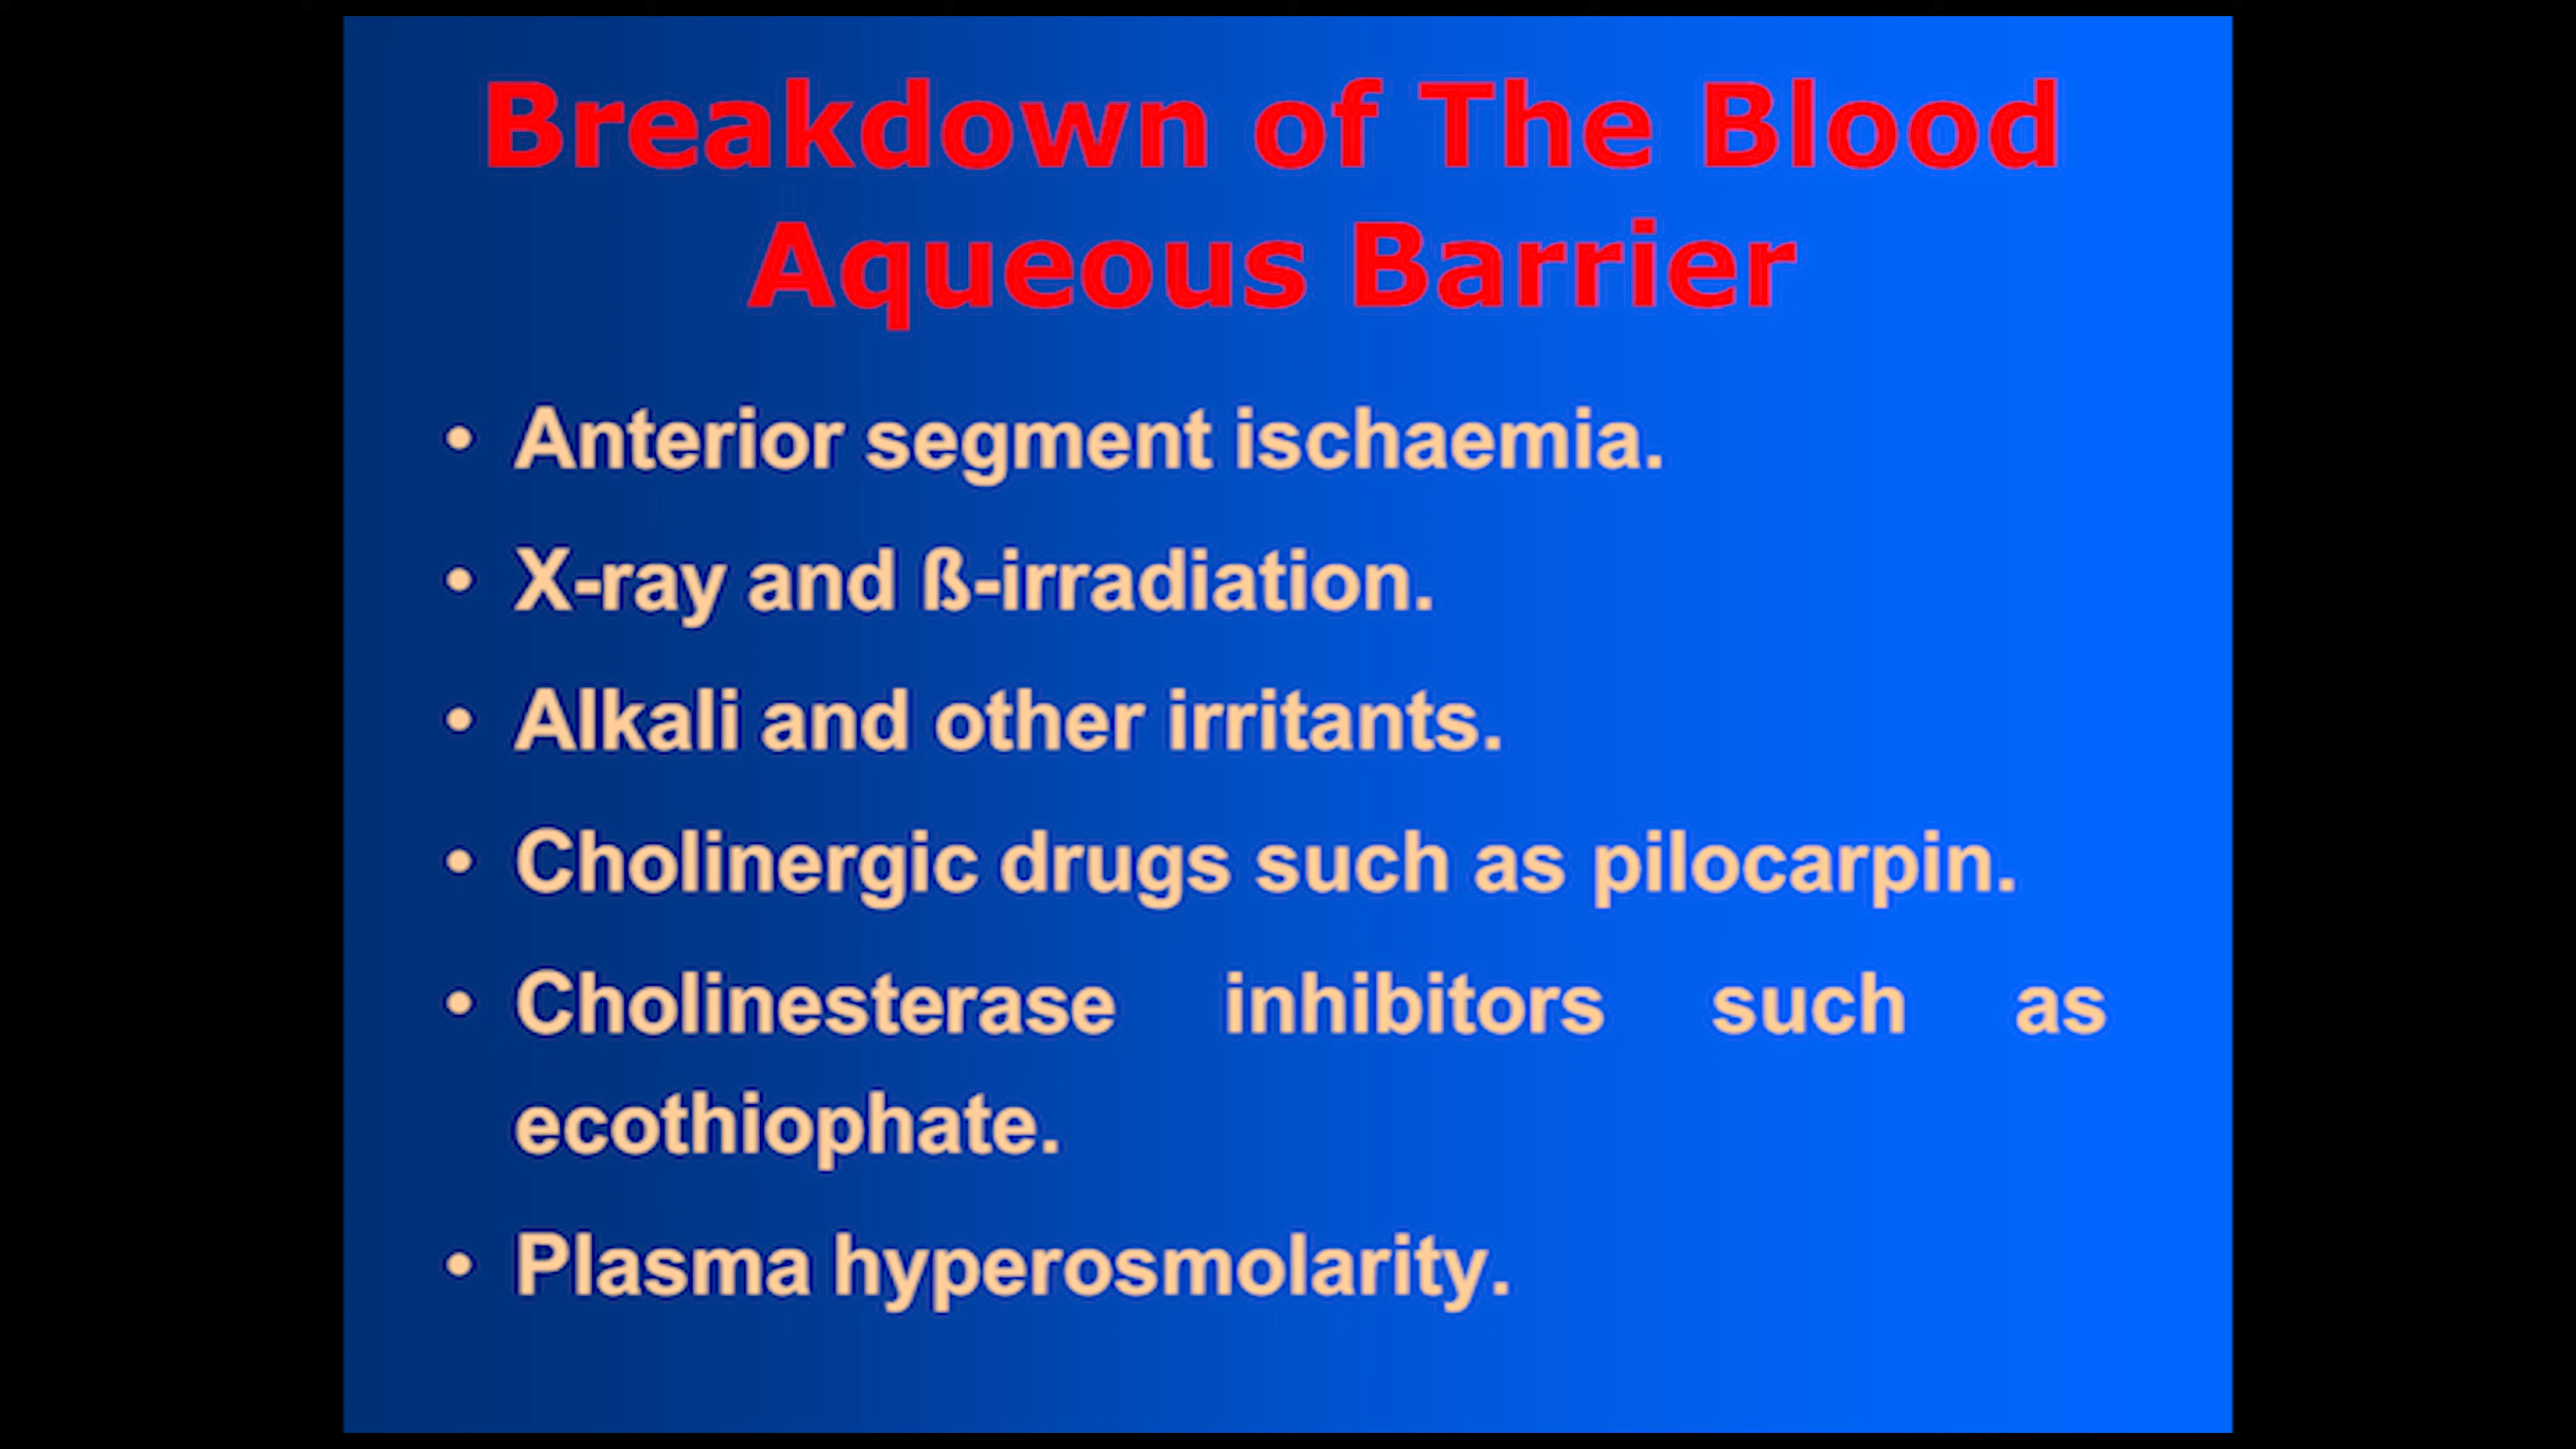 Breakdown of The Blood
Aqueous Barrier
• Anterior segment ischaemia.
• X-ray and ß-irradiation.
• Alkali and other irritants.
• Cholinergic drugs such as pilocarpin.
• Cholinesterase inhibitors such as
ecothiophate.
• Plasma hyperosmolarity.